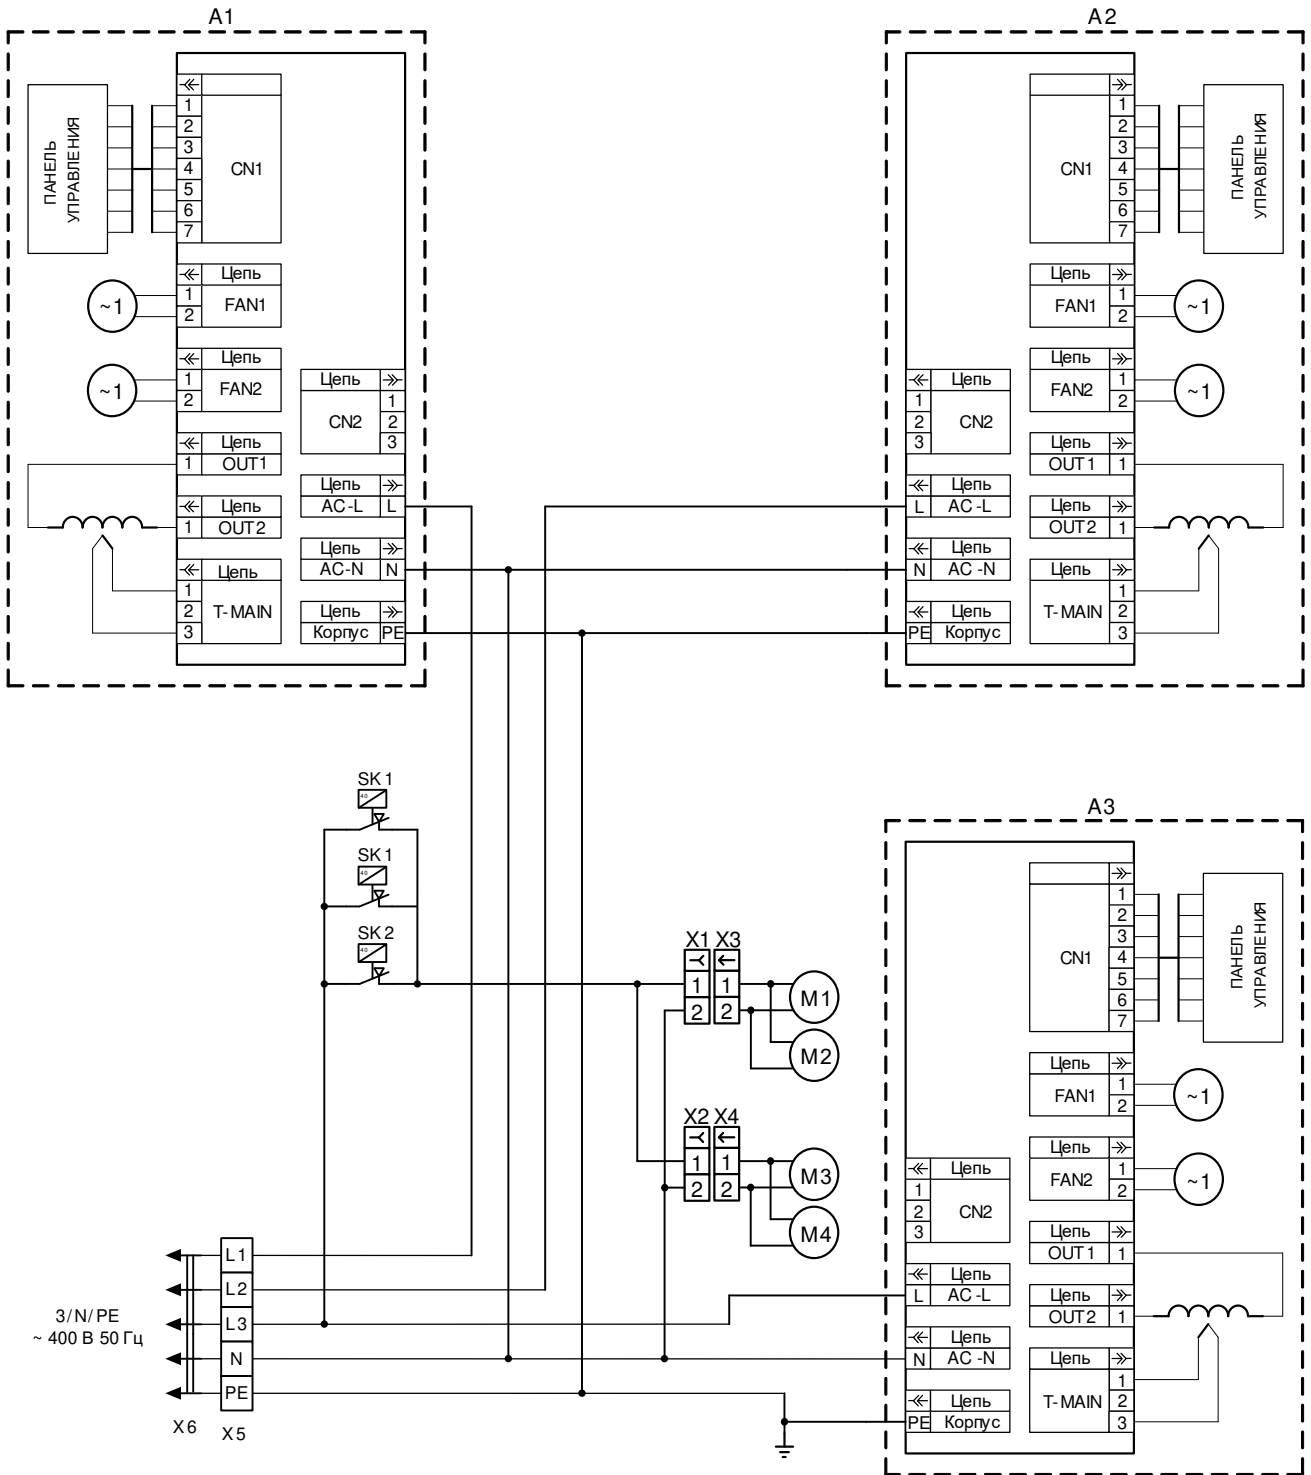 A1
ПАНЕЛЬ
УПРАВЛЕНИЯ
1
2
3
4
5
6
7
CN1
Цепь
1
2
FAN1
~1
Цепь
1
2
FAN2
~1
Цепь
1
OUT1
Цепь
1
OUT2
Цепь
1
2
3
T-MAIN
Цепь
CN2
1
2
3
Цепь
AC-L L
Цепь
AC-N N
Цепь
Корпус PE
A2
CN1
1
2
3
4
5
6
7
ПАНЕЛЬ
УПРАВЛЕНИЯ
Цепь
FAN1
1
2
~1
Цепь
FAN2
1
2
~1
Цепь
OUT1 1
Цепь
OUT2 1
Цепь
T-MAIN
1
2
3
Цепь
1
2
3
CN2
Цепь
L AC-L
Цепь
N AC-N
Цепь
PE Корпус
SK1
40
SK1
40
SK2
40
X1 X3
1 1
2 2
M1
M2
X2 X4
1 1
2 2
M3
M4
3/N/PE
~ 400 В 50 Гц
L1
L2
L3
N
PE
X6
X5
A3
CN1
1
2
3
4
5
6
7
ПАНЕЛЬ
УПРАВЛЕНИЯ
Цепь
FAN1
1
2
~1
Цепь
FAN2
1
2
~1
Цепь
OUT1 1
Цепь
OUT2 1
Цепь
T-MAIN
1
2
3
Цепь
1
2
3
CN2
Цепь
L AC-L
Цепь
N AC-N
Цепь
PE Корпус